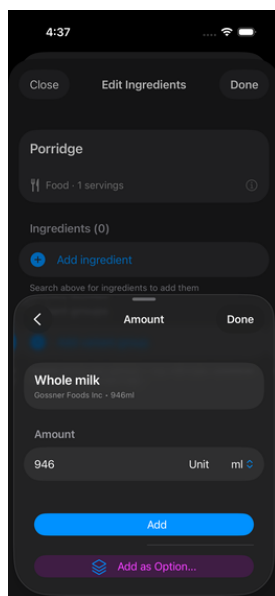 4:37
Close Edit Ingredients Done
Porridge
Food · 1 servings
Ingredients (0)
Add ingredient
Search above for ingredients to add them
Amount Done
Whole milk
Gossner Foods Inc • 946ml
Amount
946 Unit ml
Add
Add as Option...